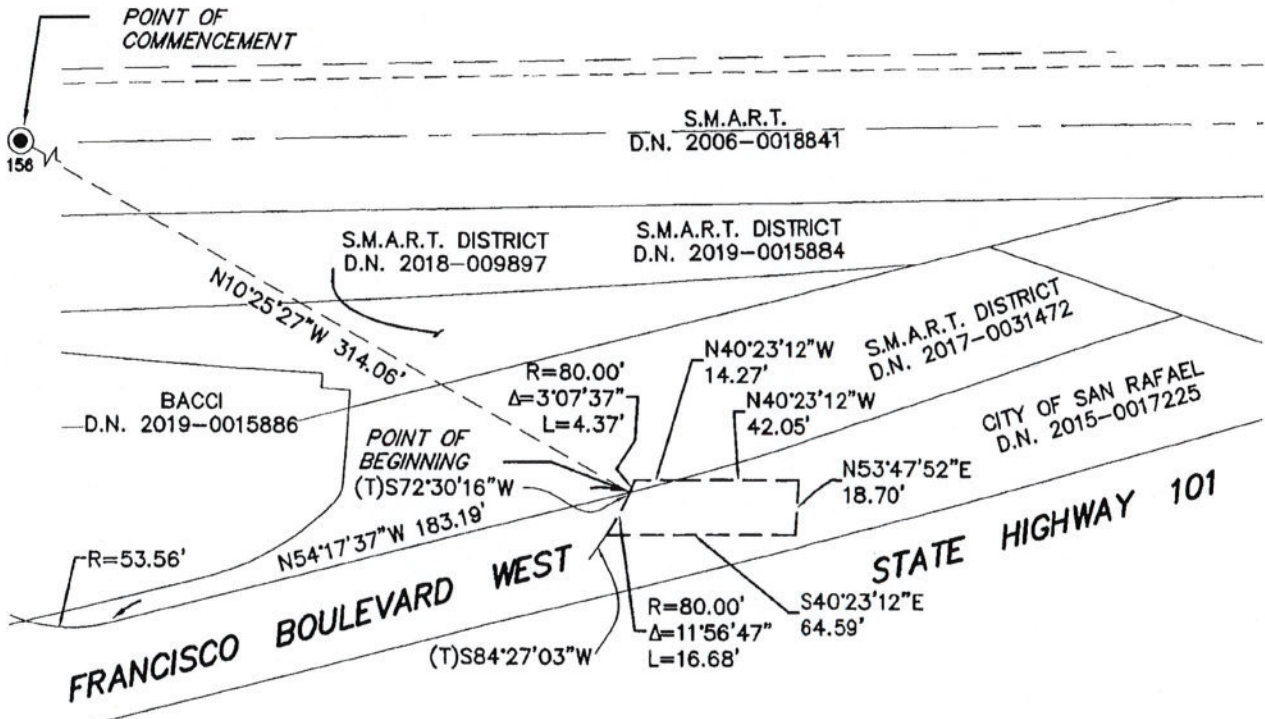 POINT OF
COMMENCEMENT
158
S.M.A.R.T.
D.N. 2006-0018841
S.M.A.R.T. DISTRICT
D.N. 2018-009897
S.M.A.R.T. DISTRICT
D.N. 2019-0015884
N10°25'27"W 314.06'
S.M.A.R.T. DISTRICT
D.N. 2017-0031472
R=80.00'
Δ=3°07'37"
L=4.37'
N40°23'12"W
14.27'
N40°23'12"W
42.05'
CITY OF SAN RAFAEL
D.N. 2015-0017225
BACCI
D.N. 2019-0015886
POINT OF
BEGINNING
(T)S72°30'16"W
N53°47'52"E
18.70'
N54°17'37"W 183.19'
R=53.56'
FRANCISCO BOULEVARD WEST
STATE HIGHWAY 101
R=80.00'
Δ=11°56'47"
L=16.68'
S40°23'12"E
64.59'
(T)S84°27'03"W